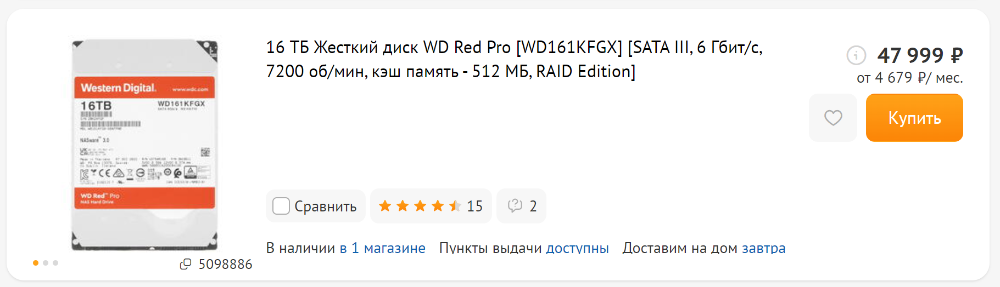 16 ТБ Жесткий диск WD Red Pro [WD161KFGX] [SATA III, 6 Гбит/с,
7200 об/мин, кэш память - 512 МБ, RAID Edition]
47 999 ₽
от 4 679 ₽/ мес.
Купить
Western Digital.
www.wdc.com
16TB
WD161KFGX
NASware™ 3.0
WD Red™ Pro
NAS Hard Drive
Сравнить
15
2
В наличии в 1 магазине Пункты выдачи доступны Доставим на дом завтра
5098886